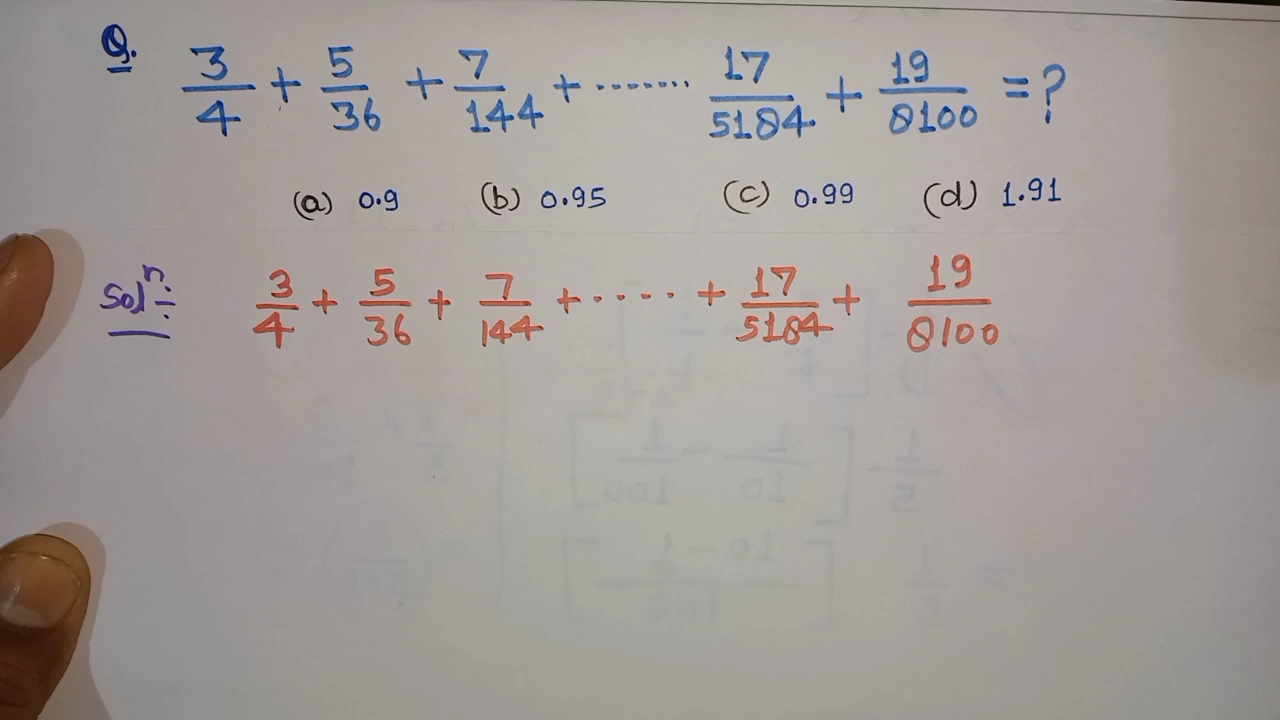 Q. 3/4 + 5/36 + 7/144 + ........ 17/5184 + 19/8100 = ?
(a) 0.9 (b) 0.95 (c) 0.99 (d) 1.91
Solⁿ:- 3/4 + 5/36 + 7/144 + ..... + 17/5184 + 19/8100